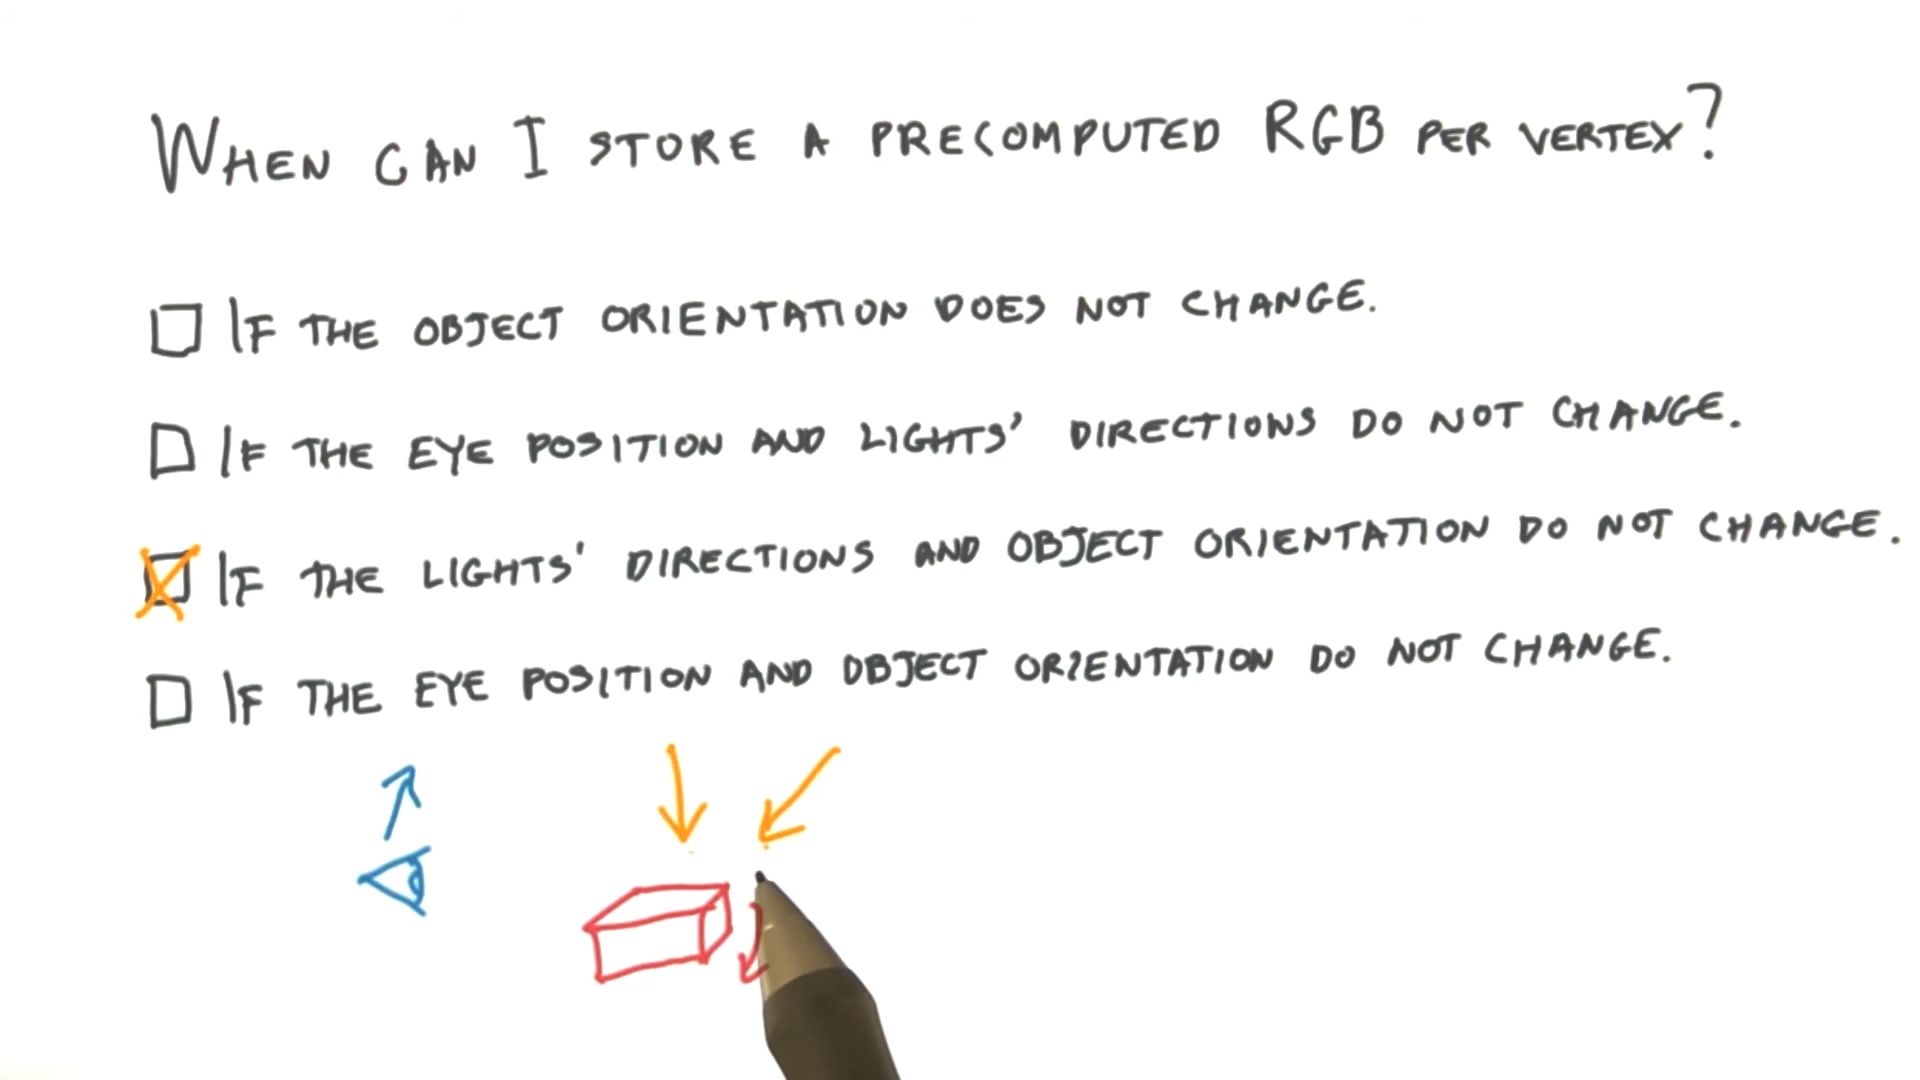 WHEN CAN I STORE A PRECOMPUTED RGB PER VERTEX?
IF THE OBJECT ORIENTATION DOES NOT CHANGE.
IF THE EYE POSITION AND LIGHTS' DIRECTIONS DO NOT CHANGE.
IF THE LIGHTS' DIRECTIONS AND OBJECT ORIENTATION DO NOT CHANGE.
IF THE EYE POSITION AND OBJECT ORIENTATION DO NOT CHANGE.